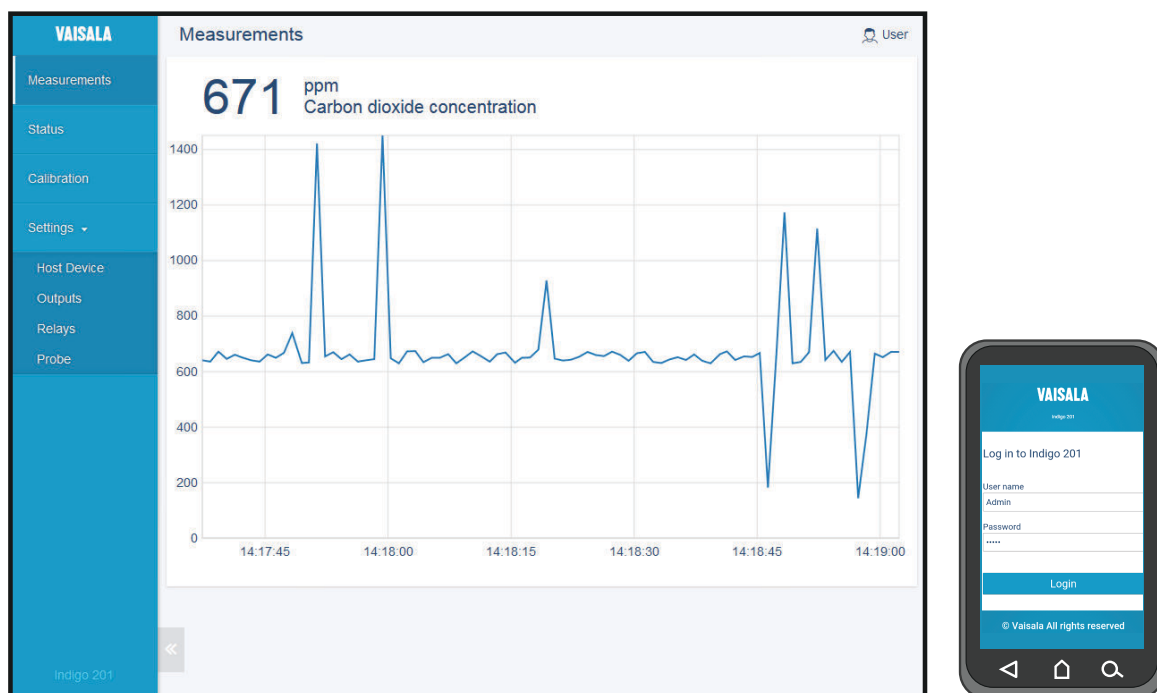 VAISALA
Measurements
User
Measurements
Status
Calibration
Settings
Host Device
Outputs
Relays
Probe
Indigo 201
671
ppm
Carbon dioxide concentration
1400
1200
1000
800
600
400
200
0
14:17:45 14:18:00 14:18:15 14:18:30 14:18:45 14:19:00
VAISALA
Indigo 201
Log in to Indigo 201
User name
Admin
Password
•••••
Login
© Vaisala All rights reserved